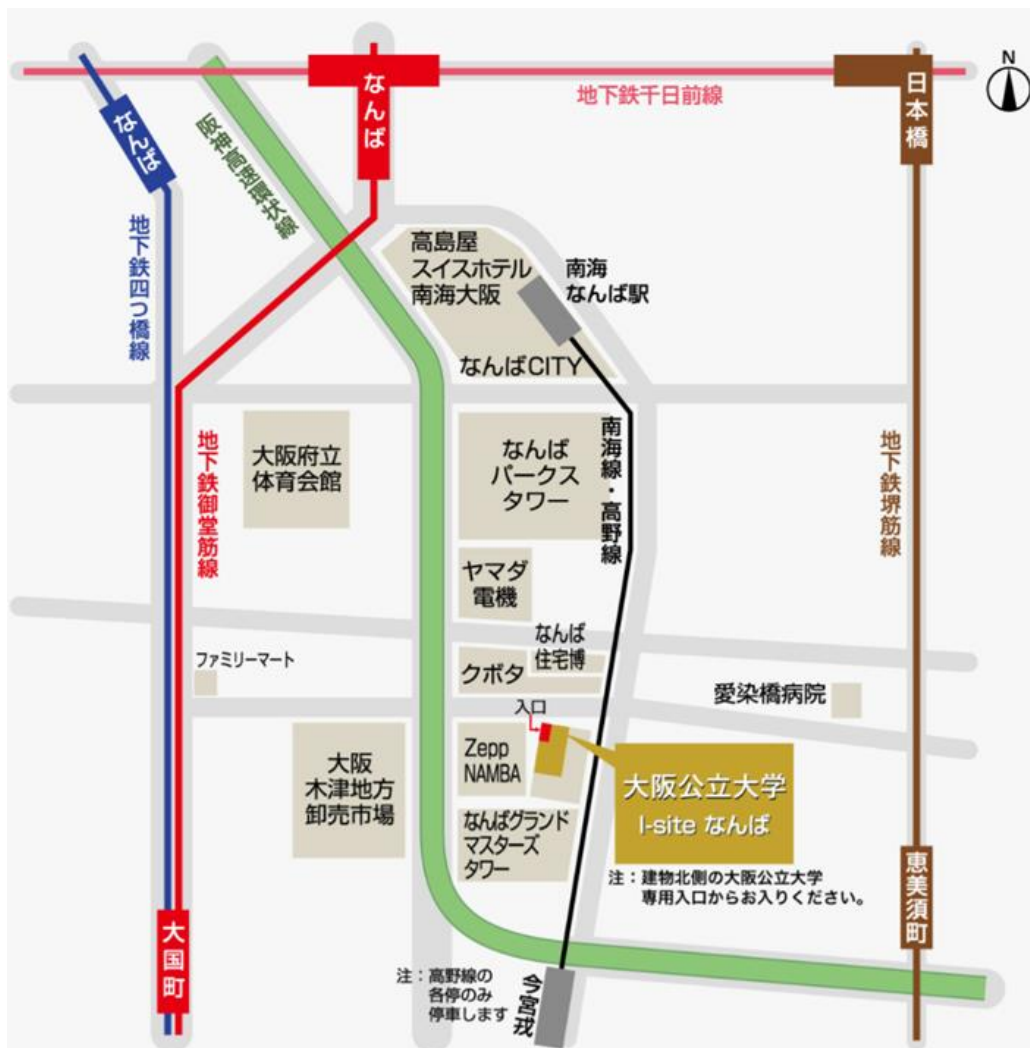 N
なんば
なんば
日本橋
地下鉄千日前線
阪神高速環状線
地下鉄四つ橋線
高島屋
スイスホテル
南海大阪
南海
なんば駅
なんばCITY
大阪府立
体育会館
なんば
パークス
タワー
南海線・高野線
地下鉄御堂筋線
地下鉄堺筋線
ヤマダ
電機
なんば
住宅博
ファミリーマート
クボタ
愛染橋病院
入口
Zepp
NAMBA
大阪
木津地方
卸売市場
大阪公立大学
I-site なんば
なんばグランド
マスターズ
タワー
注：建物北側の大阪公立大学
専用入口からお入りください。
恵美須町
大国町
注：高野線の
各停のみ
停車します
今宮戎